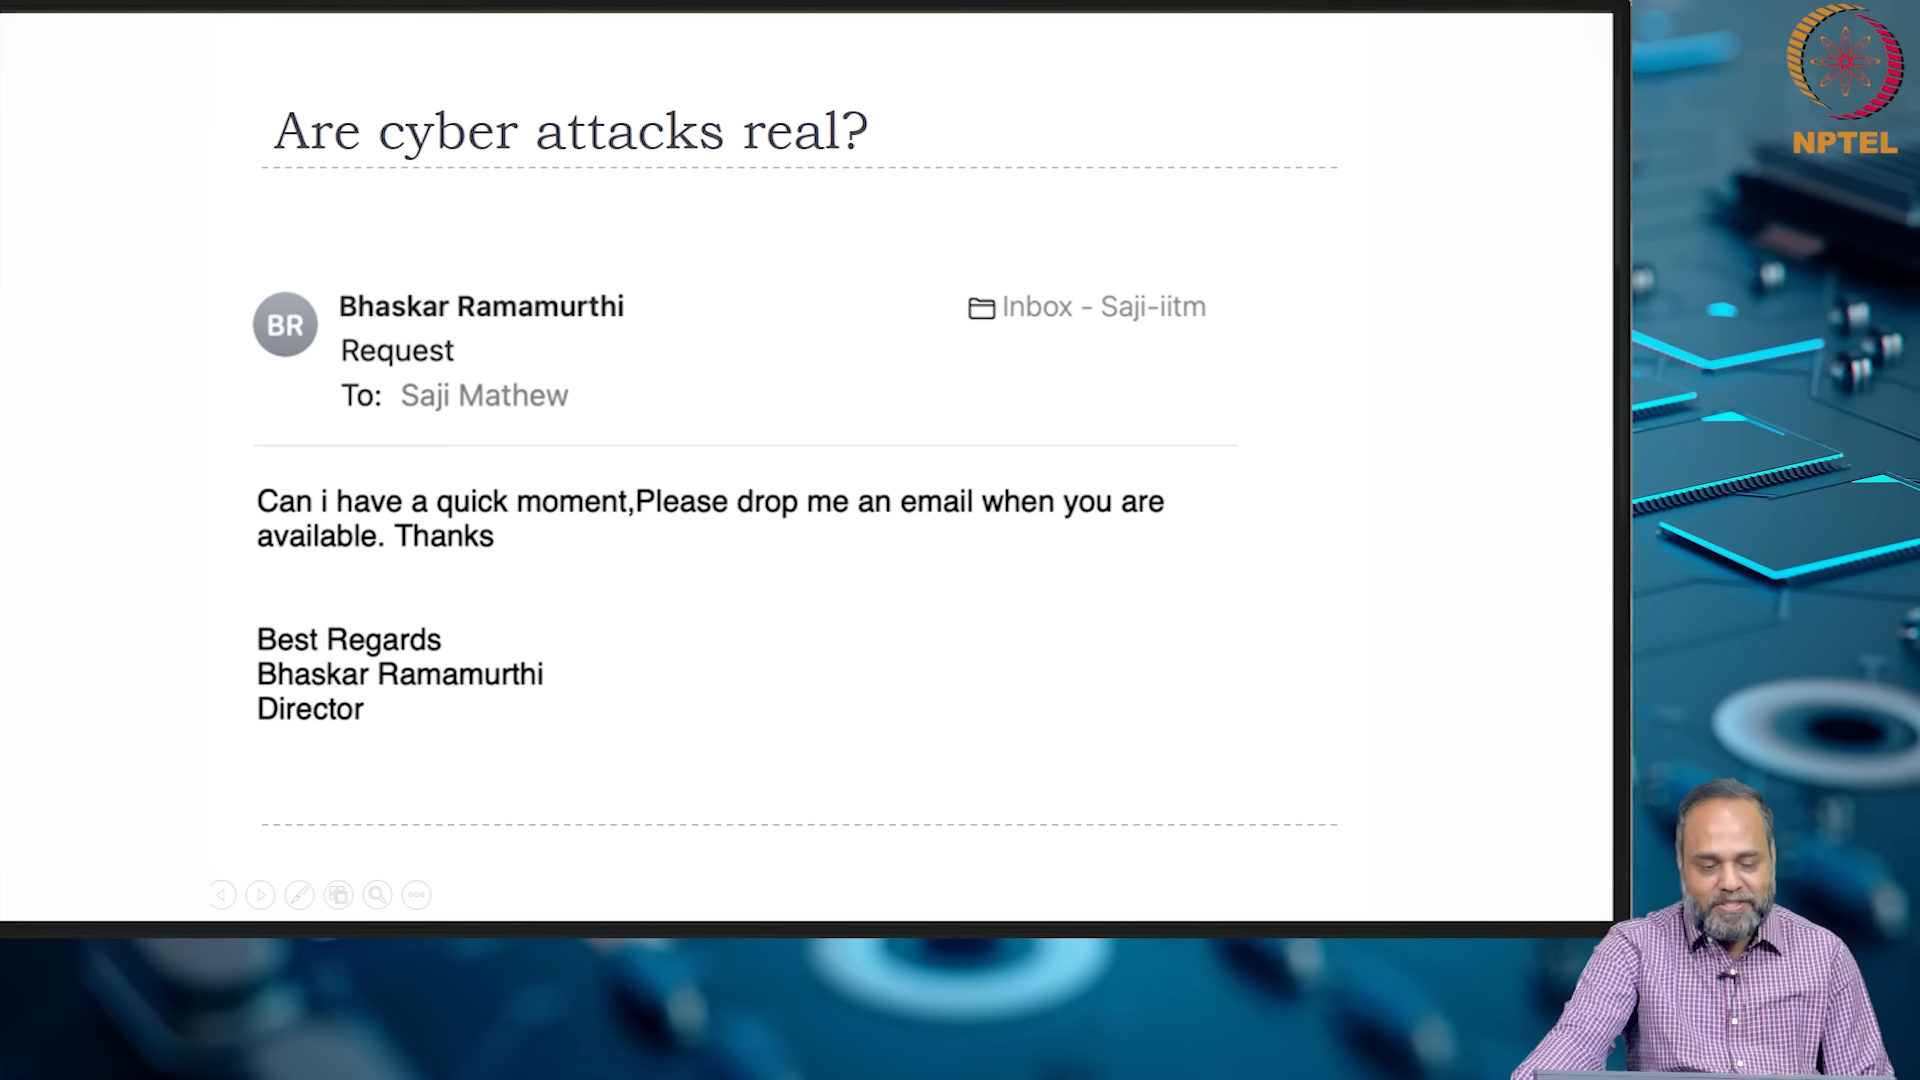 Are cyber attacks real?
NPTEL
BR
Bhaskar Ramamurthi
Inbox - Saji-iitm
Request
To: Saji Mathew
Can i have a quick moment,Please drop me an email when you are
available. Thanks
Best Regards
Bhaskar Ramamurthi
Director